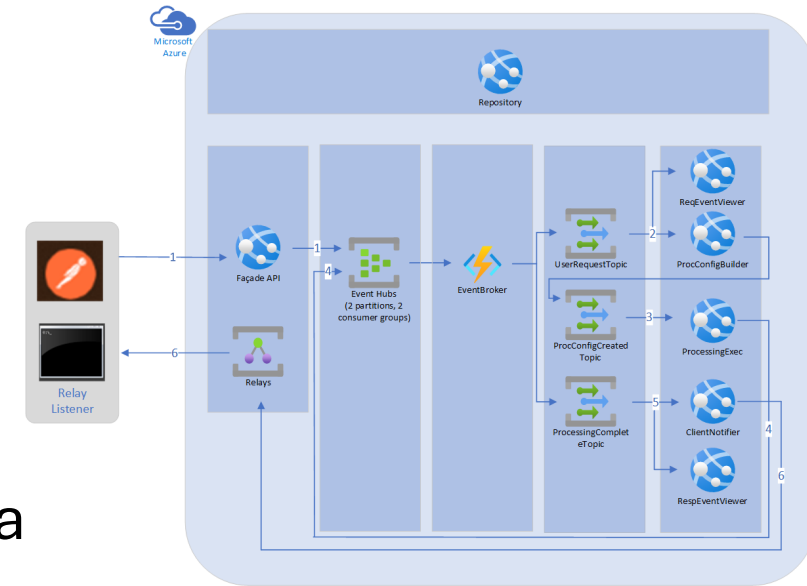 Microsoft
Azure
Repository
ReqEventViewer
1
Façade API
1
4
Event Hubs
(2 partitions, 2
consumer groups)
EventBroker
UserRequestTopic
2
ProcConfigBuilder
Relay
Listener
6
Relays
ProcConfigCreated
Topic
3
ProcessingExec
ProcessingComplet
eTopic
5
ClientNotifier
4
6
RespEventViewer
a